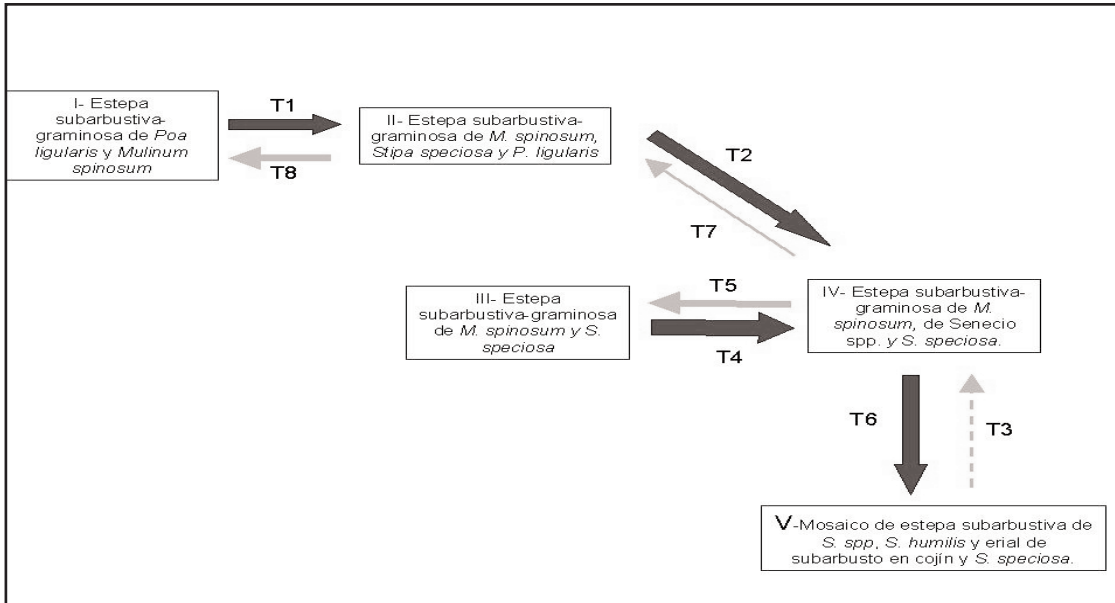 I- Estepa
subarbustiva-
graminosa de Poa
ligularis y Mulinum
spinosum
T1
T8
II- Estepa subarbustiva-
graminosa de M. spinosum,
Stipa speciosa y P. ligularis
T2
T7
III- Estepa
subarbustiva-graminosa
de M. spinosum y S.
speciosa
T5
T4
IV- Estepa subarbustiva-
graminosa de M.
spinosum, de Senecio
spp. y S. speciosa.
T6
T3
V-Mosaico de estepa subarbustiva de
S. spp, S. humilis y erial de
subarbusto en cojín y S. speciosa.